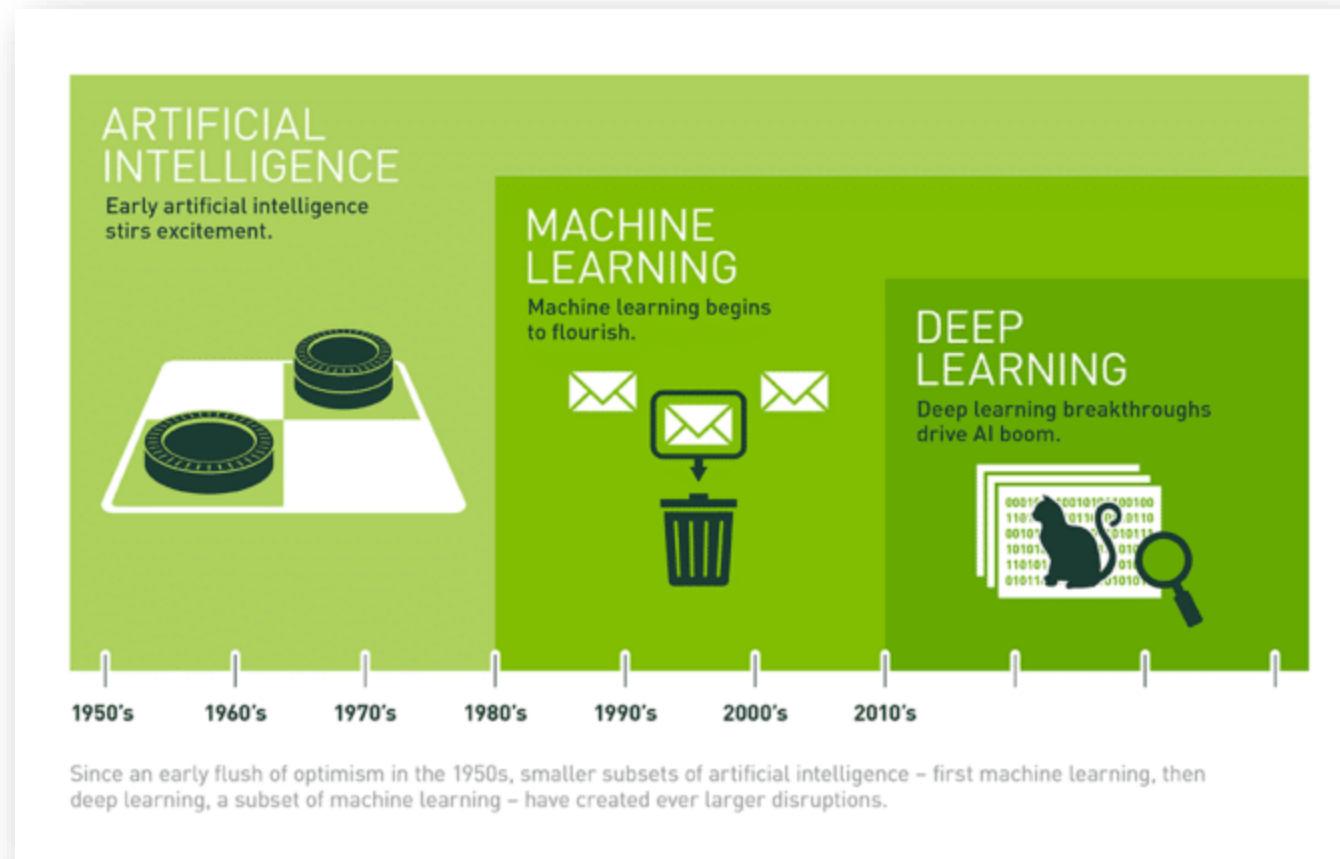 ARTIFICIAL
INTELLIGENCE
Early artificial intelligence
stirs excitement.
MACHINE
LEARNING
Machine learning begins
to flourish.
DEEP
LEARNING
Deep learning breakthroughs
drive AI boom.
1950's 1960's 1970's 1980's 1990's 2000's 2010's
Since an early flush of optimism in the 1950s, smaller subsets of artificial intelligence – first machine learning, then
deep learning, a subset of machine learning – have created ever larger disruptions.